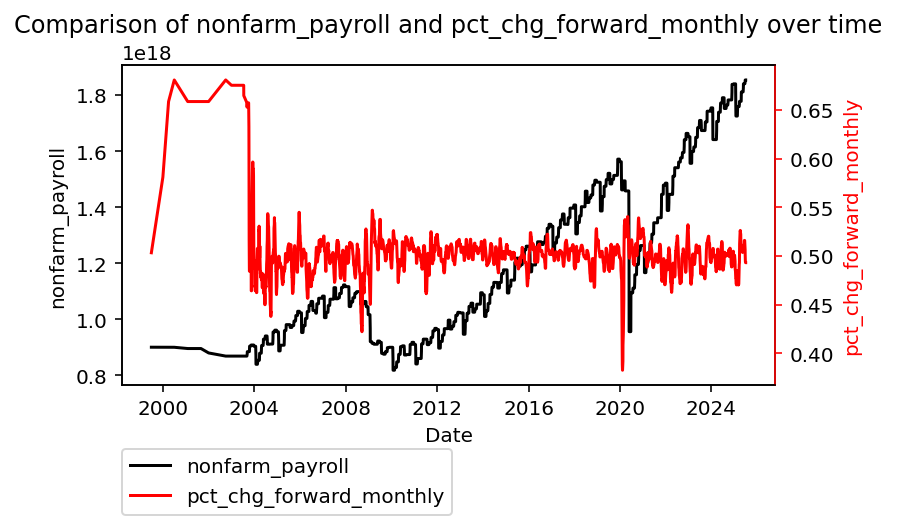 Comparison of nonfarm_payroll and pct_chg_forward_monthly over time
1e18
1.8
1.6
1.4
1.2
1.0
0.8
nonfarm_payroll
0.65
0.60
0.55
0.50
0.45
0.40
pct_chg_forward_monthly
2000 2004 2008 2012 2016 2020 2024
Date
nonfarm_payroll
pct_chg_forward_monthly